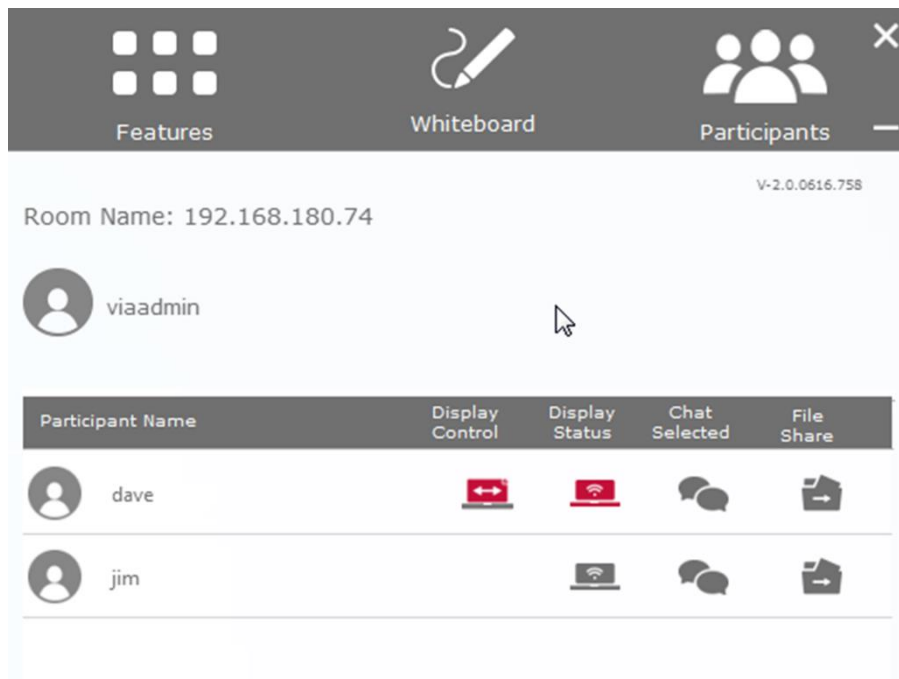 Features
Whiteboard
Participants
V-2.0.0616.758
Room Name: 192.168.180.74
viaadmin
Participant Name
Display Control
Display Status
Chat Selected
File Share
dave
jim